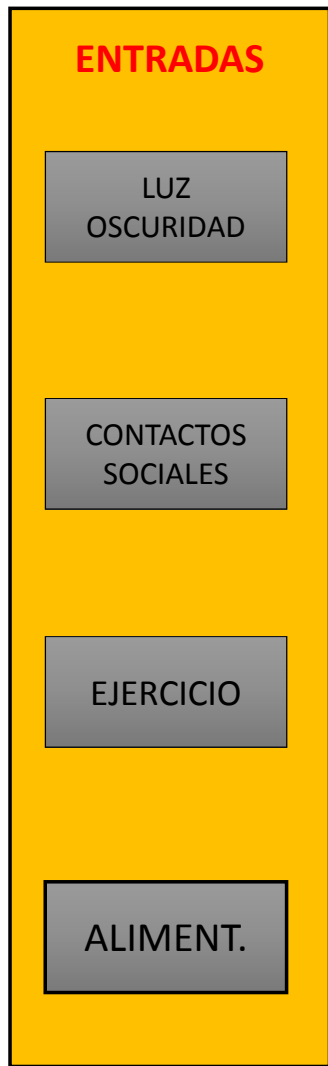 ENTRADAS
LUZ
OSCURIDAD
CONTACTOS
SOCIALES
EJERCICIO
ALIMENT.